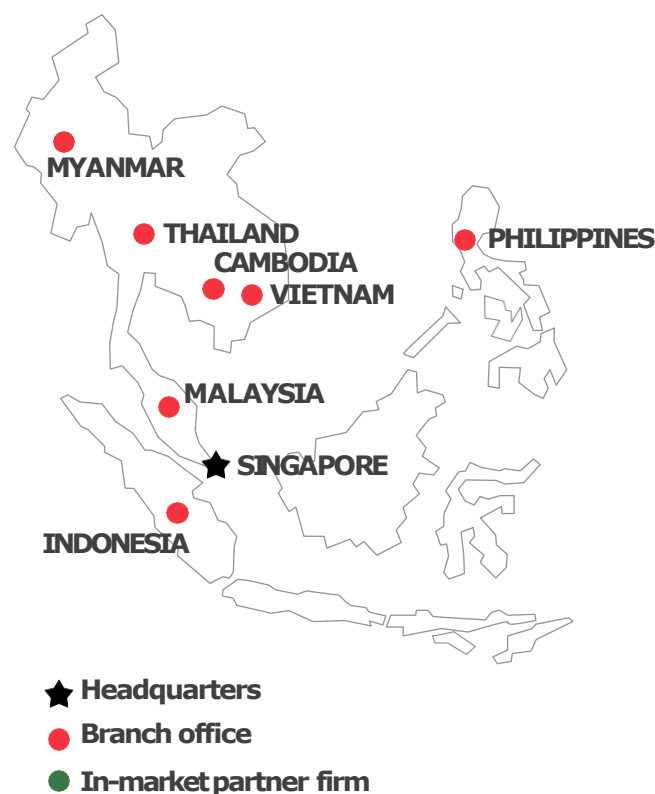 MYANMAR
THAILAND
PHILIPPINES
CAMBODIA
VIETNAM
MALAYSIA
SINGAPORE
INDONESIA
Headquarters
Branch office
In-market partner firm